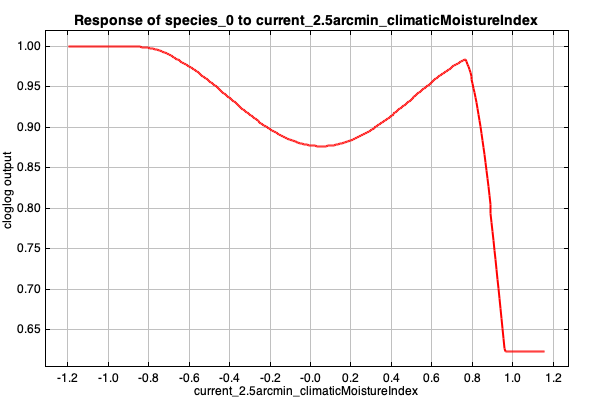 Response of species_0 to current_2.5arcmin_climaticMoistureIndex
cloglog output
1.00
0.95
0.90
0.85
0.80
0.75
0.70
0.65
-1.2 -1.0 -0.8 -0.6 -0.4 -0.2 -0.0 0.2 0.4 0.6 0.8 1.0 1.2
current_2.5arcmin_climaticMoistureIndex